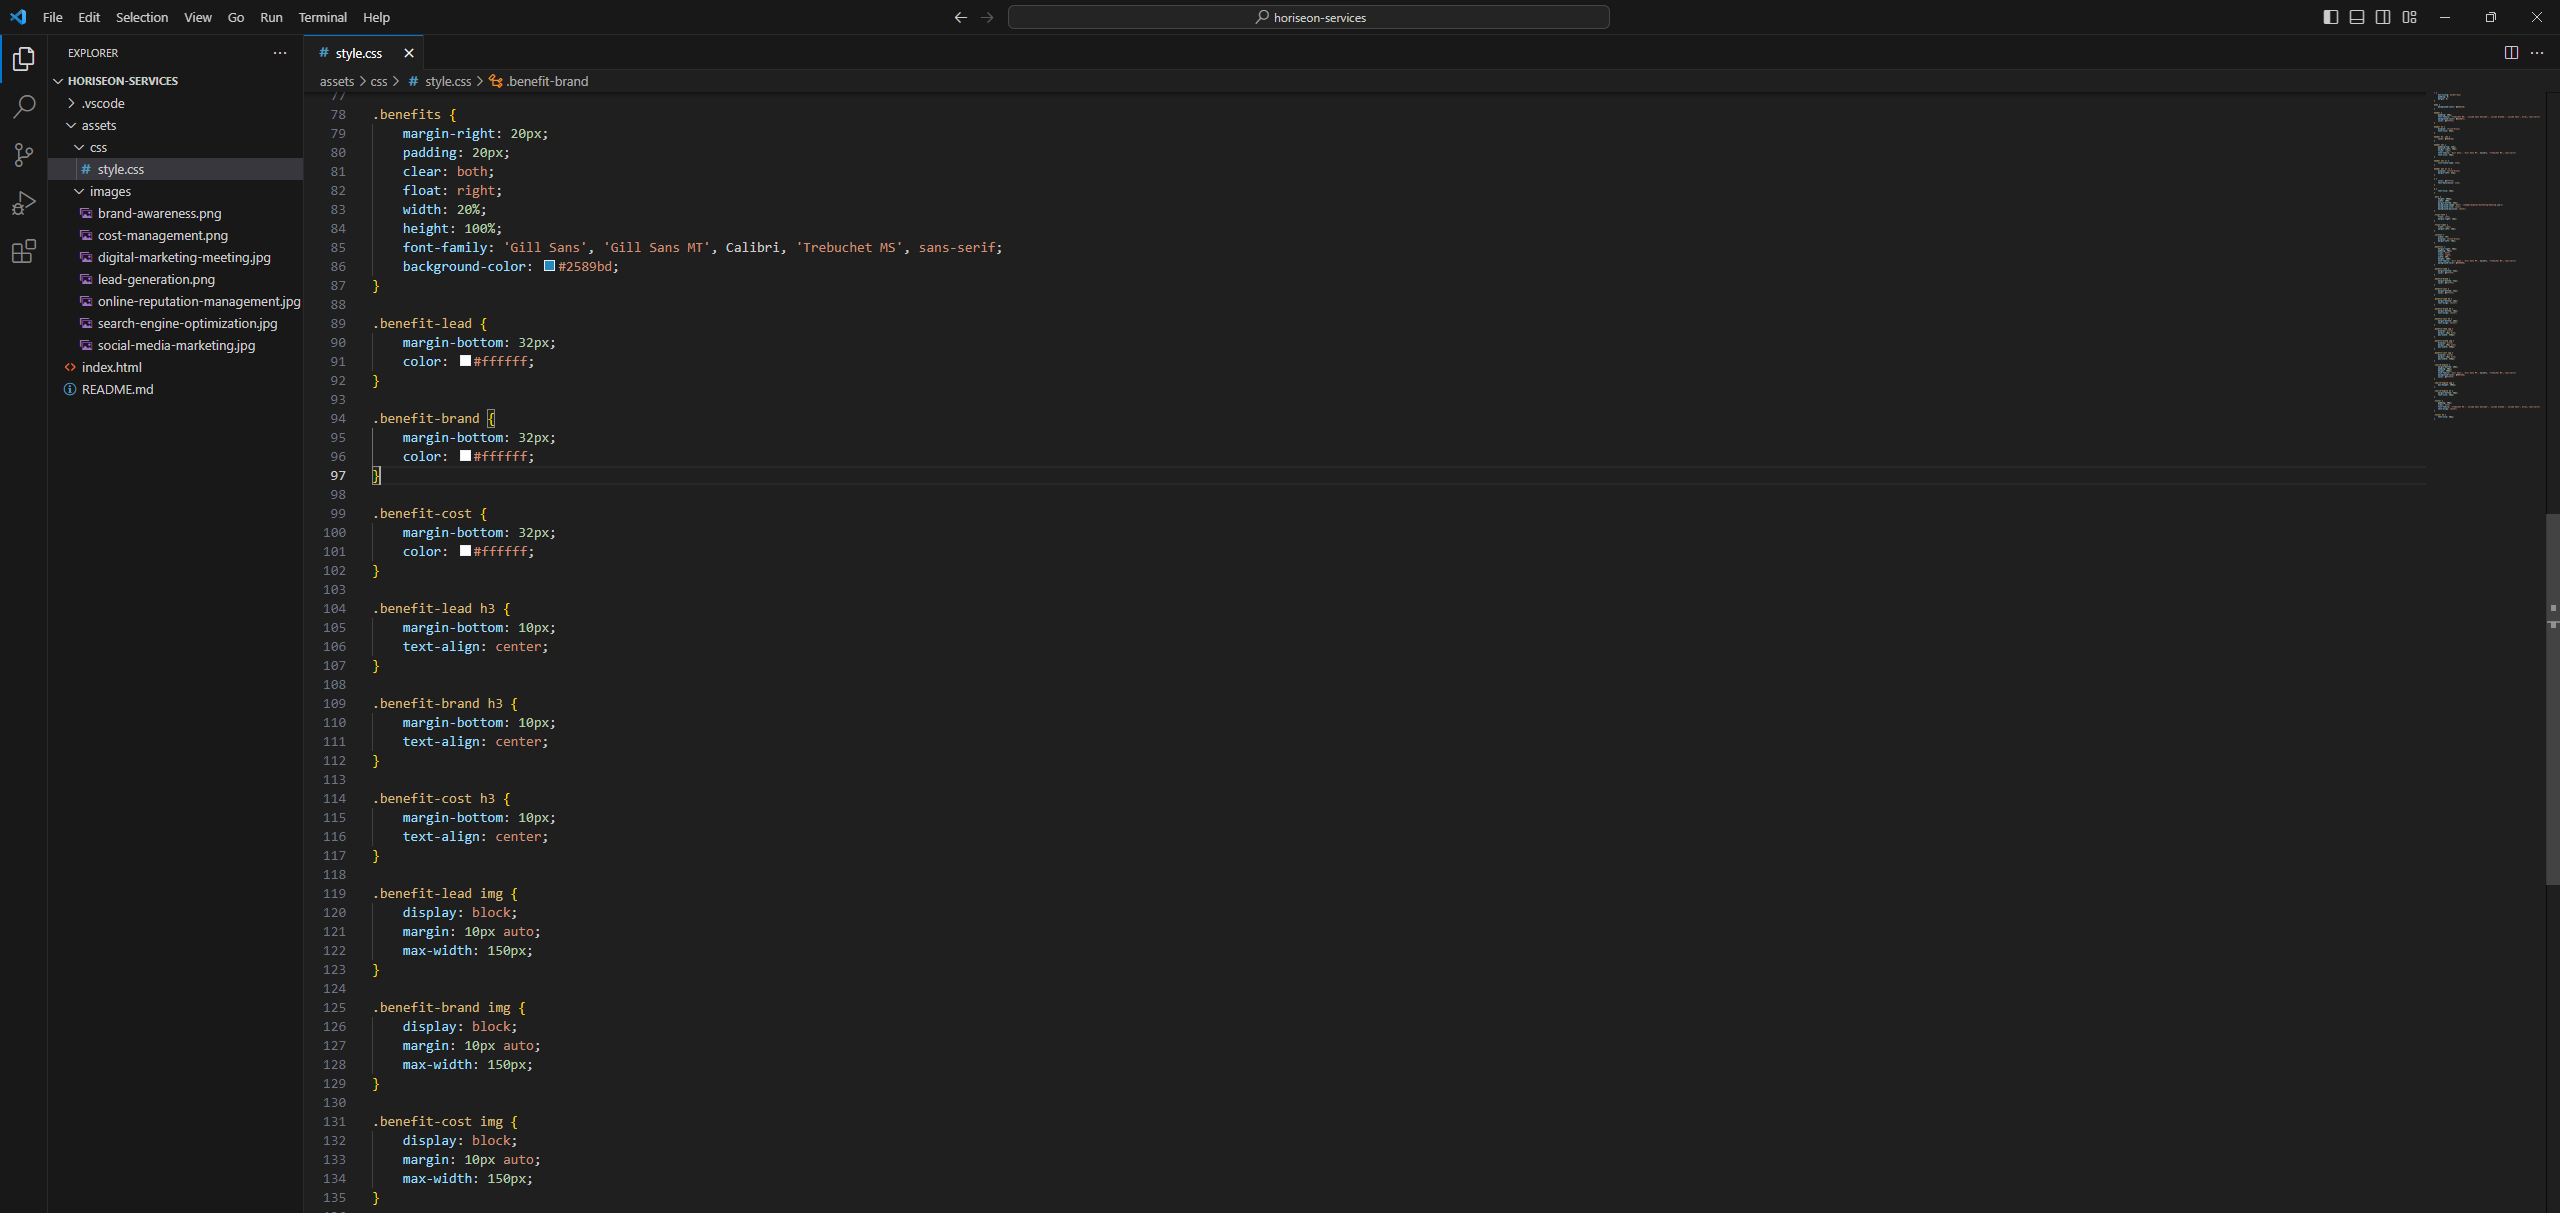 File Edit Selection View Go Run Terminal Help
horiseon-services
EXPLORER
HORISEON-SERVICES
.vscode
assets
css
# style.css
images
brand-awareness.png
cost-management.png
digital-marketing-meeting.jpg
lead-generation.png
online-reputation-management.jpg
search-engine-optimization.jpg
social-media-marketing.jpg
index.html
README.md
# style.css
assets > css > # style.css > .benefit-brand
77
78 .benefits {
79 margin-right: 20px;
80 padding: 20px;
81 clear: both;
82 float: right;
83 width: 20%;
84 height: 100%;
85 font-family: 'Gill Sans', 'Gill Sans MT', Calibri, 'Trebuchet MS', sans-serif;
86 background-color: #2589bd;
87 }
88
89 .benefit-lead {
90 margin-bottom: 32px;
91 color: #ffffff;
92 }
93
94 .benefit-brand {
95 margin-bottom: 32px;
96 color: #ffffff;
97 }
98
99 .benefit-cost {
100 margin-bottom: 32px;
101 color: #ffffff;
102 }
103
104 .benefit-lead h3 {
105 margin-bottom: 10px;
106 text-align: center;
107 }
108
109 .benefit-brand h3 {
110 margin-bottom: 10px;
111 text-align: center;
112 }
113
114 .benefit-cost h3 {
115 margin-bottom: 10px;
116 text-align: center;
117 }
118
119 .benefit-lead img {
120 display: block;
121 margin: 10px auto;
122 max-width: 150px;
123 }
124
125 .benefit-brand img {
126 display: block;
127 margin: 10px auto;
128 max-width: 150px;
129 }
130
131 .benefit-cost img {
132 display: block;
133 margin: 10px auto;
134 max-width: 150px;
135 }